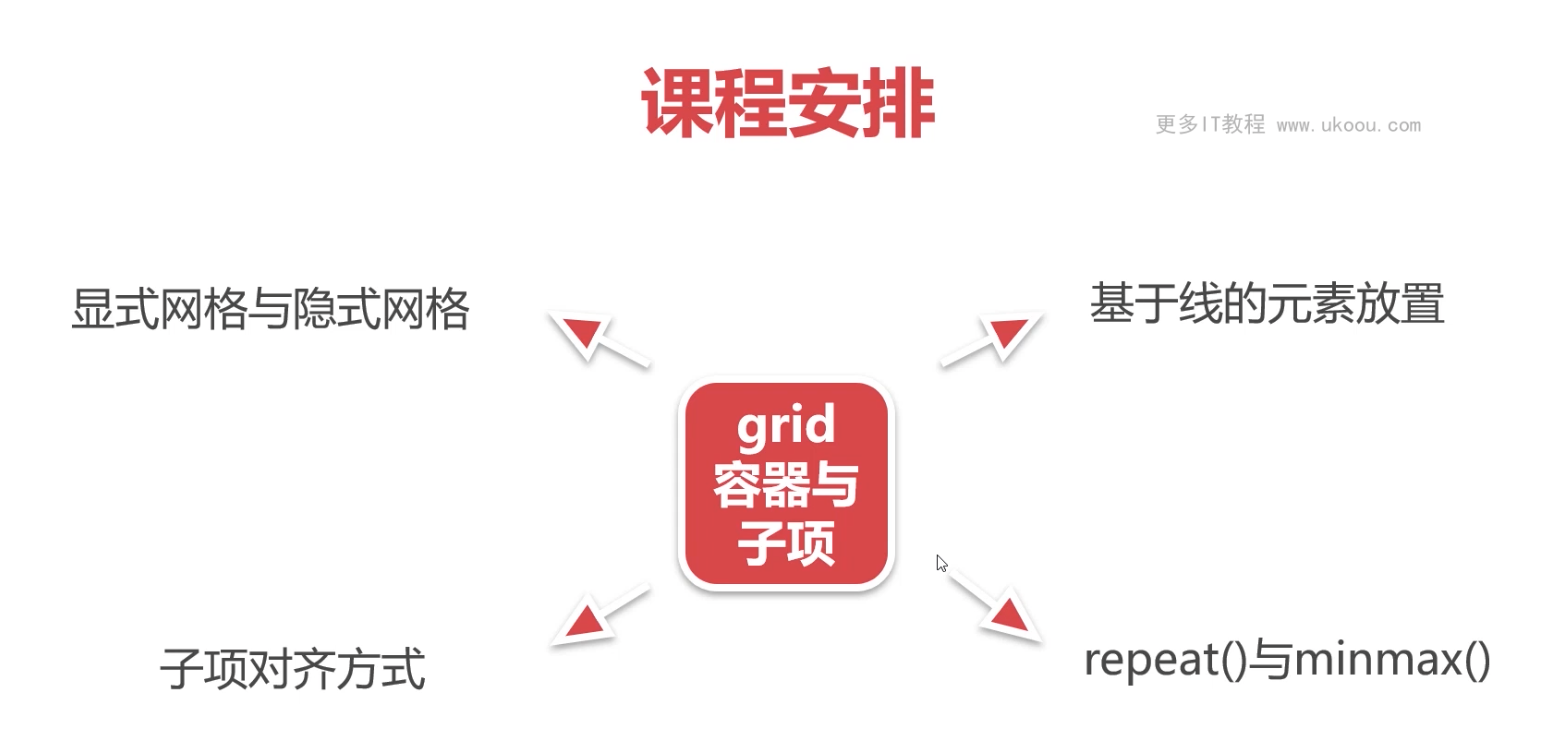 课程安排
更多IT教程 www.ukoou.com
显式网格与隐式网格
基于线的元素放置
grid
容器与
子项
子项对齐方式
repeat()与minmax()